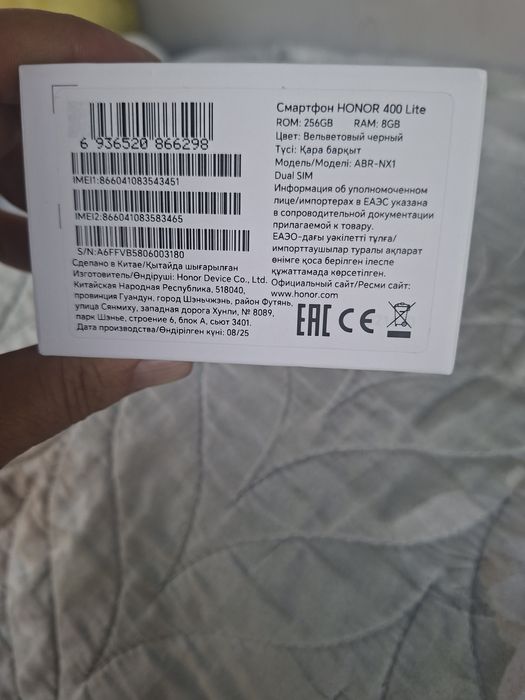 6 936520 866298
IMEI1:866041083543451
IMEI2:866041083583465
S/N:A6FFVB5806003180
Сделано в Китае/Қытайда шығарылған
Изготовитель/Өндіруші: Honor Device Co., Ltd.
Китайская Народная Республика, 518040,
провинция Гуандун, город Шэньчжэнь, район Футянь,
улица Сянмиху, западная дорога Хунли, № 8089,
парк Шэнье, строение 6, блок А, сьют 3401.
Дата производства/Өндірілген күні: 08/25
Смартфон HONOR 400 Lite
ROM: 256GB RAM: 8GB
Цвет: Вельветовый черный
Түсі: Қара барқыт
Модель/Моделі: ABR-NX1
Dual SIM
Информация об уполномоченном
лице/импортерах в ЕАЭС указана
в сопроводительной документации
прилагаемой к товару.
ЕАЭО-дағы уәкілетті тұлға/
импорттаушылар туралы ақпарат
өнімге қоса берілген ілеспе
құжаттамада көрсетілген.
Официальный сайт/Ресми сайт:
www.honor.com
EAC CE